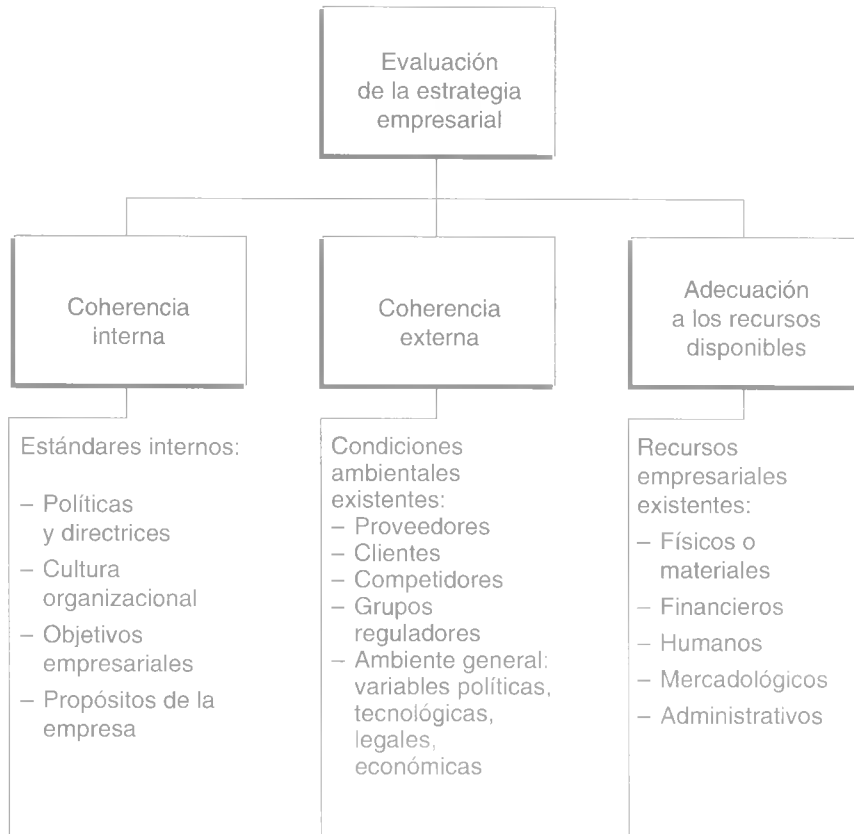 Evaluación
de la estrategia
empresarial
Coherencia
interna
Coherencia
externa
Adecuación
a los recursos
disponibles
Estándares internos:
– Políticas
y directrices
– Cultura
organizacional
– Objetivos
empresariales
– Propósitos de la
empresa
Condiciones
ambientales
existentes:
– Proveedores
– Clientes
– Competidores
– Grupos
reguladores
– Ambiente general:
variables políticas,
tecnológicas,
legales,
económicas
Recursos
empresariales
existentes:
– Físicos o
materiales
– Financieros
– Humanos
– Mercadológicos
– Administrativos